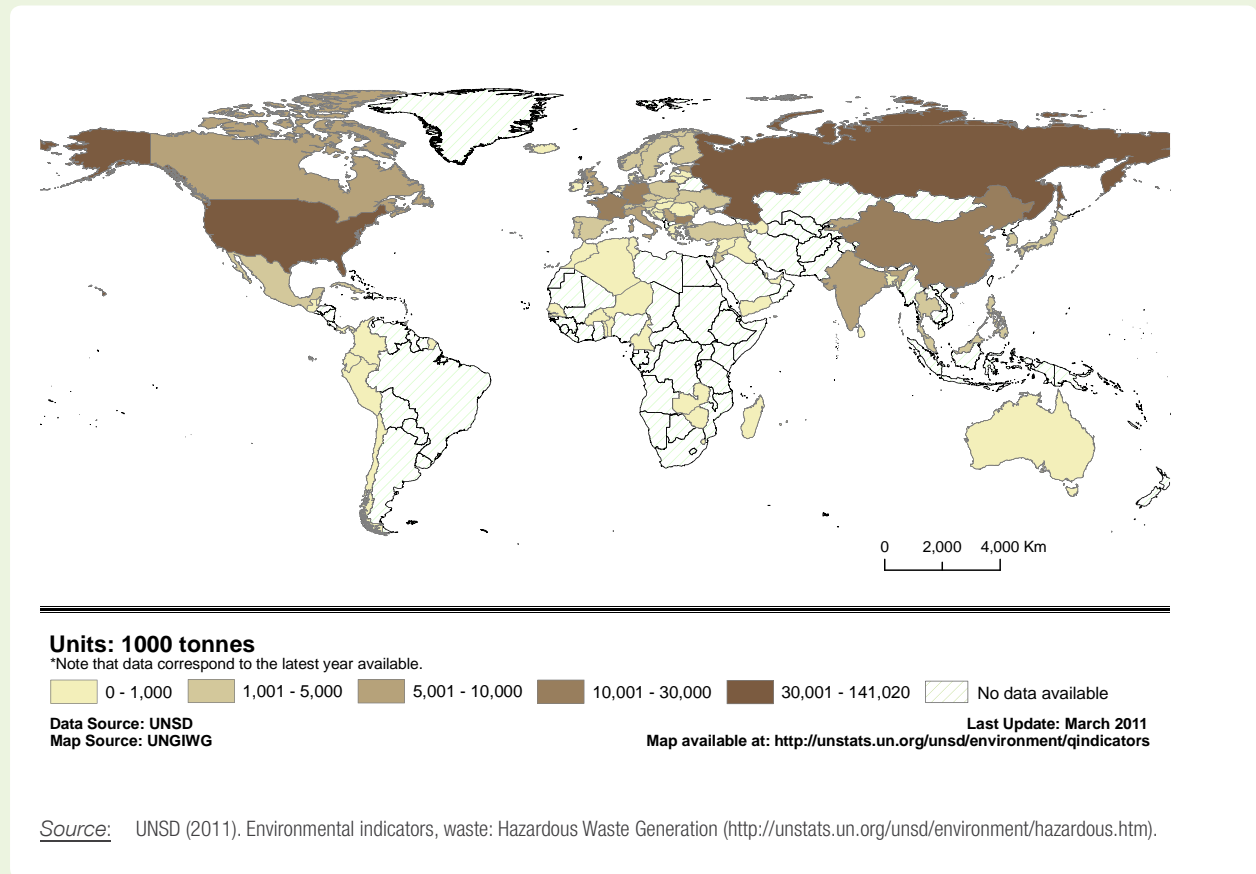 0 2,000 4,000 Km
Units: 1000 tonnes
*Note that data correspond to the latest year available.
0 - 1,000 1,001 - 5,000 5,001 - 10,000 10,001 - 30,000 30,001 - 141,020 No data available
Data Source: UNSD Last Update: March 2011
Map Source: UNGIWG Map available at: http://unstats.un.org/unsd/environment/qindicators
Source: UNSD (2011). Environmental indicators, waste: Hazardous Waste Generation (http://unstats.un.org/unsd/environment/hazardous.htm).